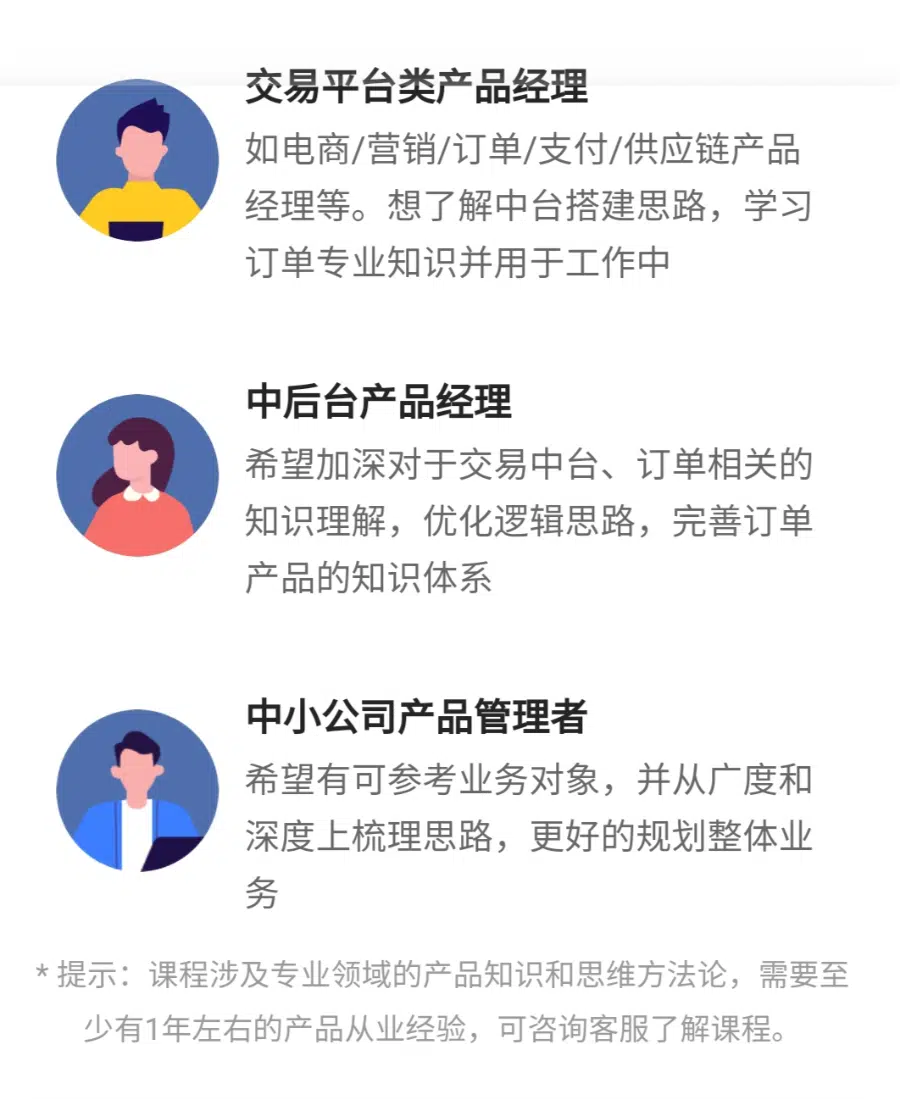 交易平台类产品经理
如电商/营销/订单/支付/供应链产品
经理等。想了解中台搭建思路，学习
订单专业知识并用于工作中
中后台产品经理
希望加深对于交易中台、订单相关的
知识理解，优化逻辑思路，完善订单
产品的知识体系
中小公司产品管理者
希望有可参考业务对象，并从广度和
深度上梳理思路，更好的规划整体业
务
* 提示：课程涉及专业领域的产品知识和思维方法论，需要至
少有1年左右的产品从业经验，可咨询客服了解课程。